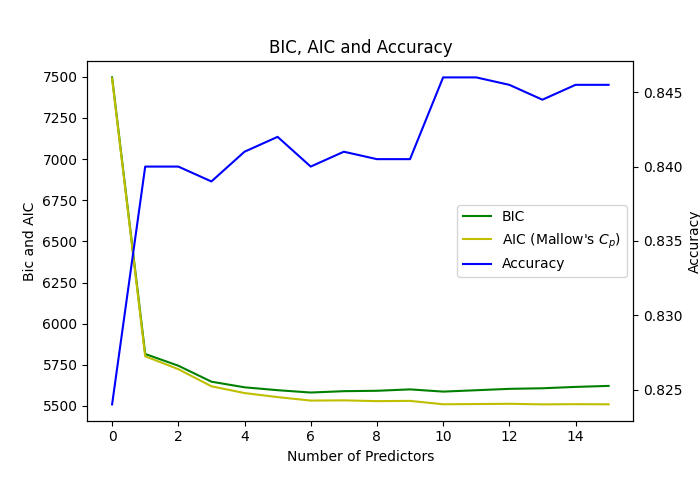 BIC, AIC and Accuracy
7500
7250
7000
6750
6500
6250
6000
5750
5500
Bic and AIC
0.845
0.840
0.835
0.830
0.825
Accuracy
BIC
AIC (Mallow's Cp)
Accuracy
0 2 4 6 8 10 12 14
Number of Predictors